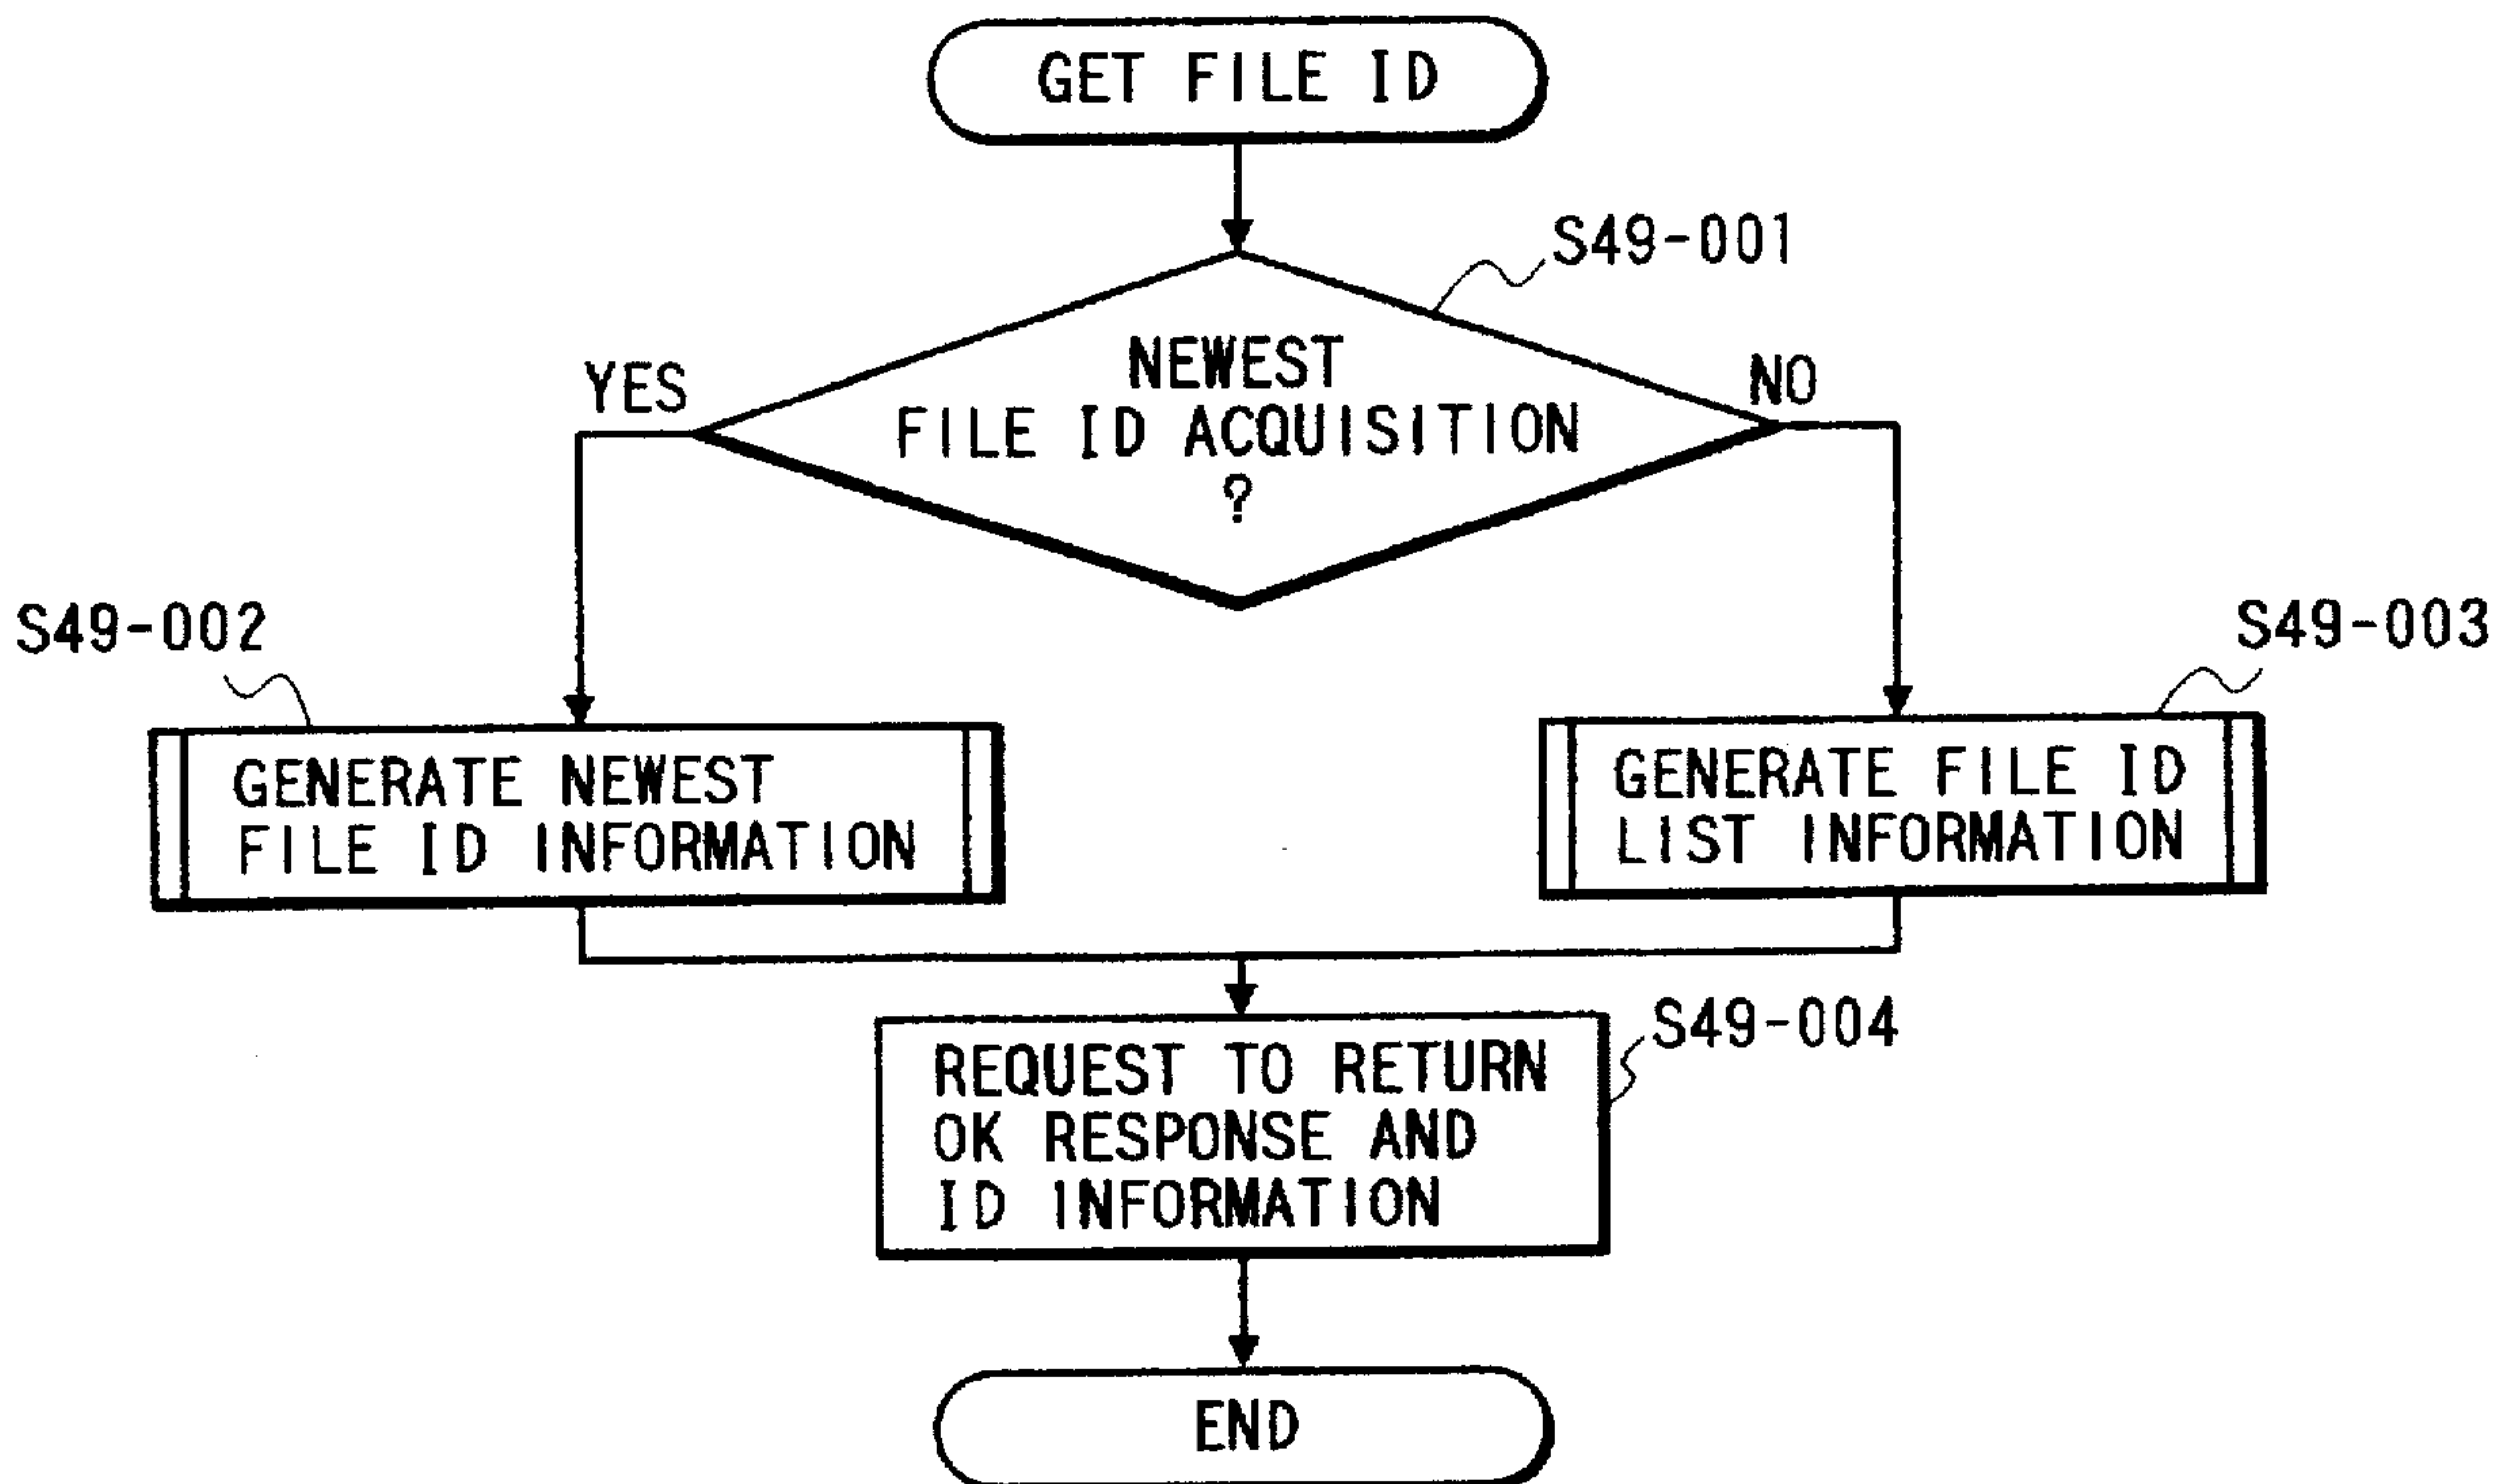 GET FILE ID
S49-001
NEWEST
FILE ID ACQUISITION
?
YES
NO
S49-002
S49-003
GENERATE NEWEST
FILE ID INFORMATION
GENERATE FILE ID
LIST INFORMATION
S49-004
REQUEST TO RETURN
OK RESPONSE AND
ID INFORMATION
END